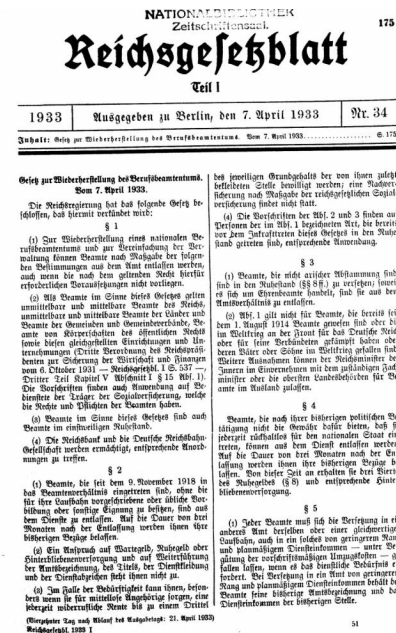 NATIONALBIBLIOTHEK
Zeitschriftensaal.
175
Reichsgesetzblatt
Teil I
1933
Ausgegeben zu Berlin, den 7. April 1933
Nr. 34
Inhalt: Gesetz zur Wiederherstellung des Berufsbeamtentums. Vom 7. April 1933 S. 175
Gesetz zur Wiederherstellung des Berufsbeamtentums.
Vom 7. April 1933.
Die Reichsregierung hat das folgende Gesetz be-
schlossen, das hiermit verkündet wird:
§ 1
(1) Zur Wiederherstellung eines nationalen Be-
rufsbeamtentums und zur Vereinfachung der Ver-
waltung können Beamte nach Maßgabe der folgen-
den Bestimmungen aus dem Amt entlassen werden,
auch wenn die nach dem geltenden Recht hierfür
erforderlichen Voraussetzungen nicht vorliegen.
(2) Als Beamte im Sinne dieses Gesetzes gelten
unmittelbare und mittelbare Beamte des Reichs,
unmittelbare und mittelbare Beamte der Länder und
Beamte der Gemeinden und Gemeindeverbände, Be-
amte von Körperschaften des öffentlichen Rechts
sowie diesen gleichgestellten Einrichtungen und Un-
ternehmungen (Dritte Verordnung des Reichspräsi-
denten zur Sicherung der Wirtschaft und Finanzen
vom 6. Oktober 1931 — Reichsgesetzbl. I S. 537 —,
Dritter Teil Kapitel V Abschnitt I § 15 Abs. 1).
Die Vorschriften finden auch Anwendung auf Be-
dienstete der Träger der Sozialversicherung, welche
die Rechte und Pflichten der Beamten haben.
(3) Beamte im Sinne dieses Gesetzes sind auch
Beamte im einstweiligen Ruhestand.
(4) Die Reichsbank und die Deutsche Reichsbahn-
Gesellschaft werden ermächtigt, entsprechende Anord-
nungen zu treffen.
§ 2
(1) Beamte, die seit dem 9. November 1918 in
das Beamtenverhältnis eingetreten sind, ohne die
für ihre Laufbahn vorgeschriebene oder übliche Vor-
bildung oder sonstige Eignung zu besitzen, sind aus
dem Dienste zu entlassen. Auf die Dauer von drei
Monaten nach der Entlassung werden ihnen ihre
bisherigen Bezüge belassen.
(2) Ein Anspruch auf Wartegeld, Ruhegeld oder
Hinterbliebenenversorgung und auf Weiterführung
der Amtsbezeichnung, des Titels, der Dienstkleidung
und der Dienstabzeichen steht ihnen nicht zu.
(3) Im Falle der Bedürftigkeit kann ihnen, beson-
ders wenn sie für mittellose Angehörige sorgen, eine
jederzeit widerrufliche Rente bis zu einem Drittel
(Vierzehnter Tag nach Ablauf des Ausgabetags: 21. April 1933)
Reichsgesetzbl. 1933 I
des jeweiligen Grundgehalts der von ihnen zuletzt
bekleideten Stelle bewilligt werden; eine Nachver-
sicherung nach Maßgabe der reichsgesetzlichen Sozial-
versicherung findet nicht statt.
(4) Die Vorschriften der Abs. 2 und 3 finden auf
Personen der im Abs. 1 bezeichneten Art, die bereits
vor dem Inkrafttreten dieses Gesetzes in den Ruhe-
stand getreten sind, entsprechende Anwendung.
§ 3
(1) Beamte, die nicht arischer Abstammung sind,
sind in den Ruhestand (§§ 8 ff.) zu versetzen; soweit
es sich um Ehrenbeamte handelt, sind sie aus dem
Amtsverhältnis zu entlassen.
(2) Abs. 1 gilt nicht für Beamte, die bereits seit
dem 1. August 1914 Beamte gewesen sind oder die
im Weltkrieg an der Front für das Deutsche Reich
oder für seine Verbündeten gekämpft haben oder
deren Väter oder Söhne im Weltkrieg gefallen sind.
Weitere Ausnahmen können der Reichsminister des
Innern im Einvernehmen mit dem zuständigen Fach-
minister oder die obersten Landesbehörden für Be-
amte im Ausland zulassen.
§ 4
Beamte, die nach ihrer bisherigen politischen Be-
tätigung nicht die Gewähr dafür bieten, daß sie
jederzeit rückhaltlos für den nationalen Staat ein-
treten, können aus dem Dienst entlassen werden.
Auf die Dauer von drei Monaten nach der Ent-
lassung werden ihnen ihre bisherigen Bezüge be-
lassen. Von dieser Zeit an erhalten sie drei Viertel
des Ruhegeldes (§ 8) und entsprechende Hinter-
bliebenenversorgung.
§ 5
(1) Jeder Beamte muß sich die Versetzung in ein
anderes Amt derselben oder einer gleichwertigen
Laufbahn, auch in ein solches von geringerem Rang
und planmäßigem Diensteinkommen — unter Ver-
gütung der vorschriftsmäßigen Umzugskosten — ge-
fallen lassen, wenn es das dienstliche Bedürfnis er-
fordert. Bei Versetzung in ein Amt von geringerem
Rang und planmäßigem Diensteinkommen behält der
Beamte seine bisherige Amtsbezeichnung und das
Diensteinkommen der bisherigen Stelle.
51